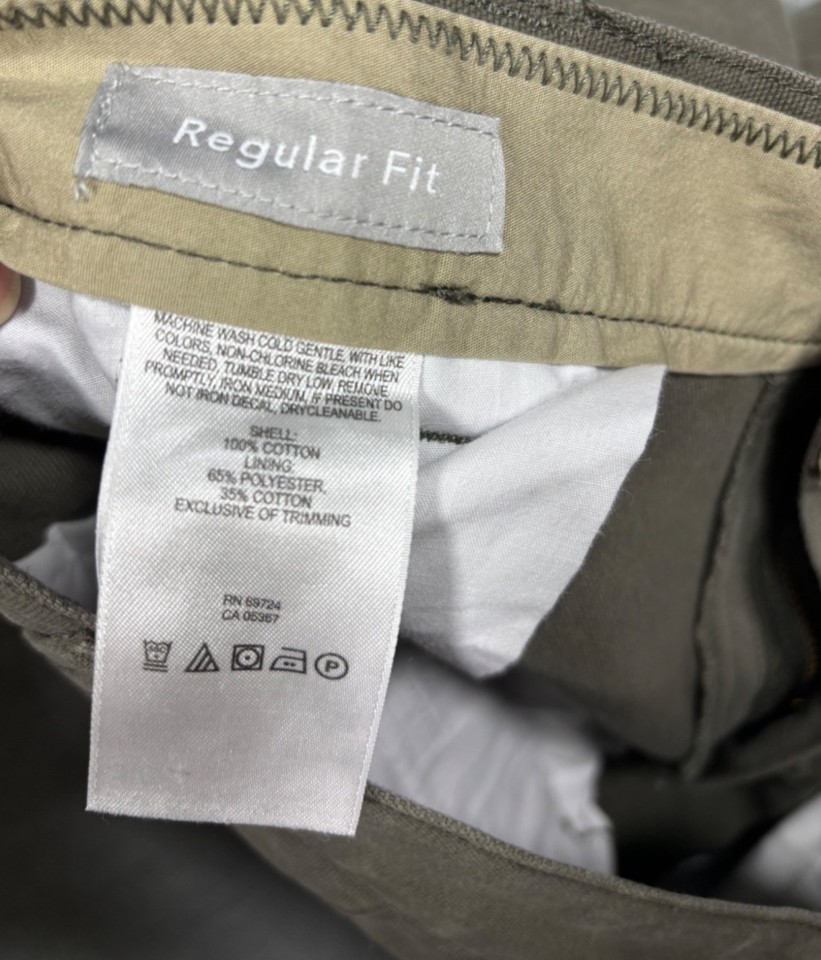 Regular Fit
MACHINE WASH COLD GENTLE, WITH LIKE
COLORS, NON-CHLORINE BLEACH WHEN
NEEDED, TUMBLE DRY LOW, REMOVE
PROMPTLY, IRON MEDIUM, IF PRESENT DO
NOT IRON DECAL, DRYCLEANABLE.
SHELL:
100% COTTON
LINING:
65% POLYESTER,
35% COTTON
EXCLUSIVE OF TRIMMING
RN 69724
CA 05367
P